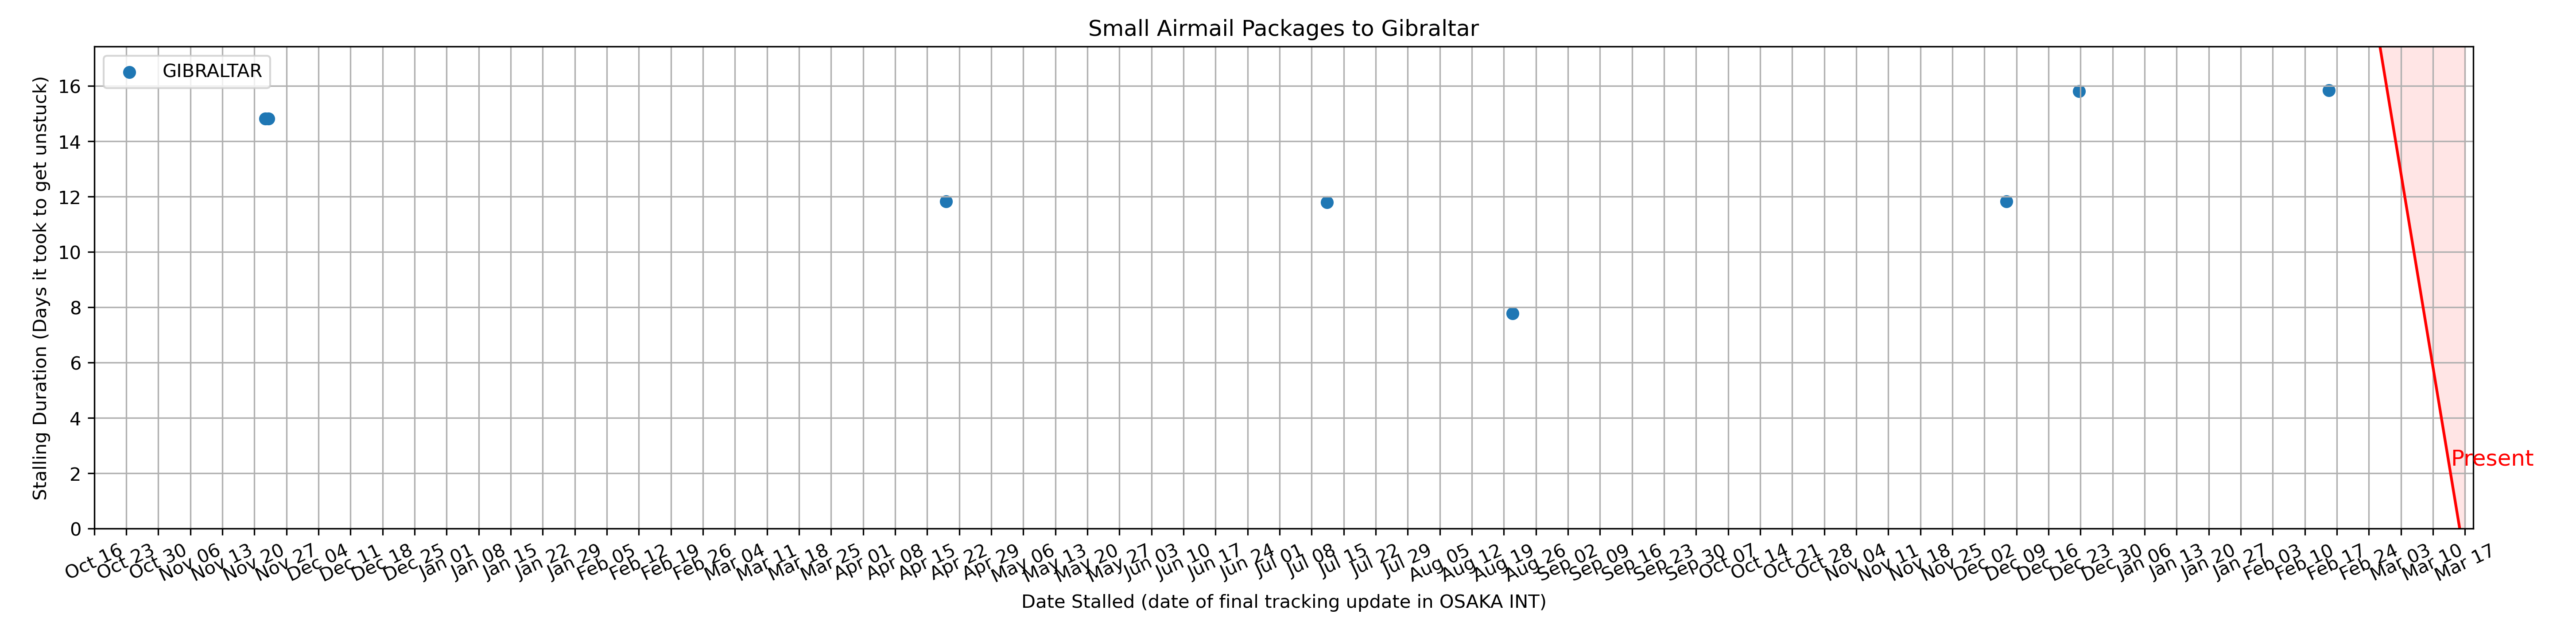 Small Airmail Packages to Gibraltar
GIBRALTAR
Stalling Duration (Days it took to get unstuck)
16
14
12
10
8
6
4
2
0
Present
Oct 16
Oct 23
Oct 30
Nov 06
Nov 13
Nov 20
Nov 27
Dec 04
Dec 11
Dec 18
Dec 25
Jan 01
Jan 08
Jan 15
Jan 22
Jan 29
Feb 05
Feb 12
Feb 19
Feb 26
Mar 04
Mar 11
Mar 18
Mar 25
Apr 01
Apr 08
Apr 15
Apr 22
Apr 29
May 06
May 13
May 20
May 27
Jun 03
Jun 10
Jun 17
Jun 24
Jul 01
Jul 08
Jul 15
Jul 22
Jul 29
Aug 05
Aug 12
Aug 19
Aug 26
Sep 02
Sep 09
Sep 16
Sep 23
Sep 30
Oct 07
Oct 14
Oct 21
Oct 28
Nov 04
Nov 11
Nov 18
Nov 25
Dec 02
Dec 09
Dec 16
Dec 23
Dec 30
Jan 06
Jan 13
Jan 20
Jan 27
Feb 03
Feb 10
Feb 17
Feb 24
Mar 03
Mar 10
Mar 17
Date Stalled (date of final tracking update in OSAKA INT)